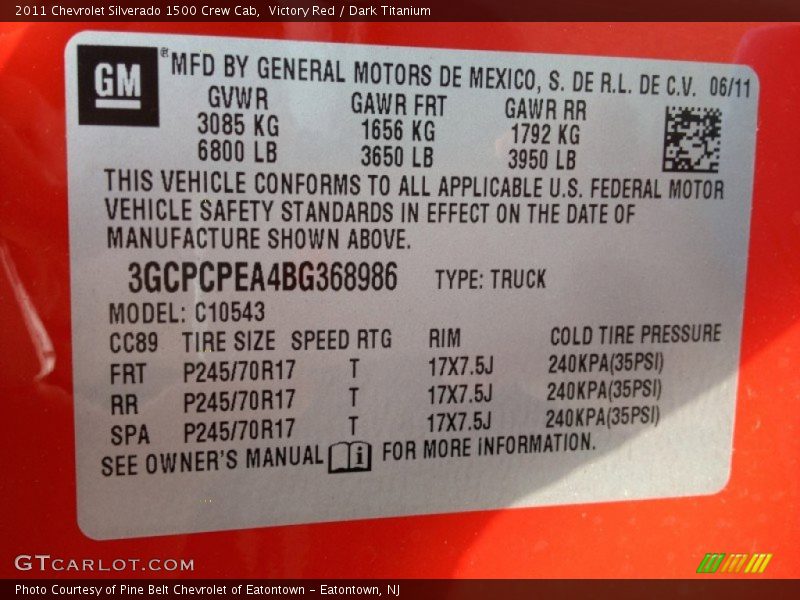 2011 Chevrolet Silverado 1500 Crew Cab,  Victory Red / Dark Titanium
GM ® MFD BY GENERAL MOTORS DE MEXICO, S. DE R.L. DE C.V. 06/11
GVWR GAWR FRT GAWR RR
3085 KG 1656 KG 1792 KG
6800 LB 3650 LB 3950 LB
THIS VEHICLE CONFORMS TO ALL APPLICABLE U.S. FEDERAL MOTOR
VEHICLE SAFETY STANDARDS IN EFFECT ON THE DATE OF
MANUFACTURE SHOWN ABOVE.
3GCPCPEA4BG368986 TYPE: TRUCK
MODEL: C10543
CC89 TIRE SIZE SPEED RTG RIM COLD TIRE PRESSURE
FRT P245/70R17 T 17X7.5J 240KPA(35PSI)
RR P245/70R17 T 17X7.5J 240KPA(35PSI)
SPA P245/70R17 T 17X7.5J 240KPA(35PSI)
SEE OWNER'S MANUAL i FOR MORE INFORMATION.
GTCARLOT.COM
Photo Courtesy of Pine Belt Chevrolet of Eatontown - Eatontown, NJ